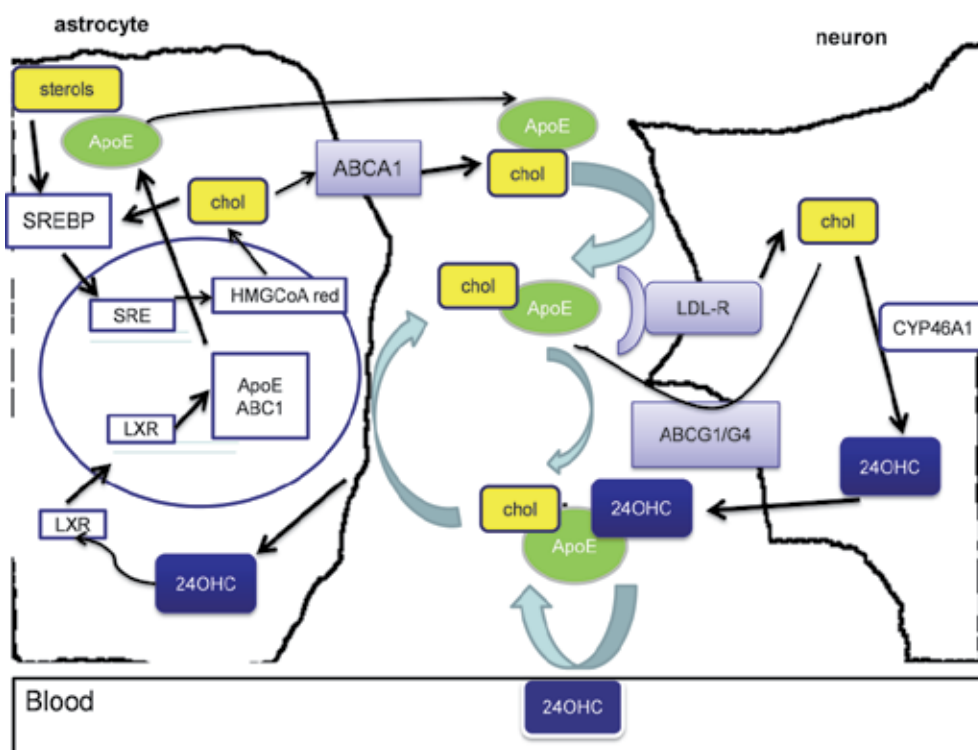 astrocyte
neuron
sterols
ApoE
ApoE
ABCA1
chol
chol
chol
SREBP
chol
HMGCoA red
ApoE
LDL-R
SRE
CYP46A1
ApoE
ABC1
LXR
ABCG1/G4
24OHC
chol
24OHC
LXR
ApoE
24OHC
Blood
24OHC